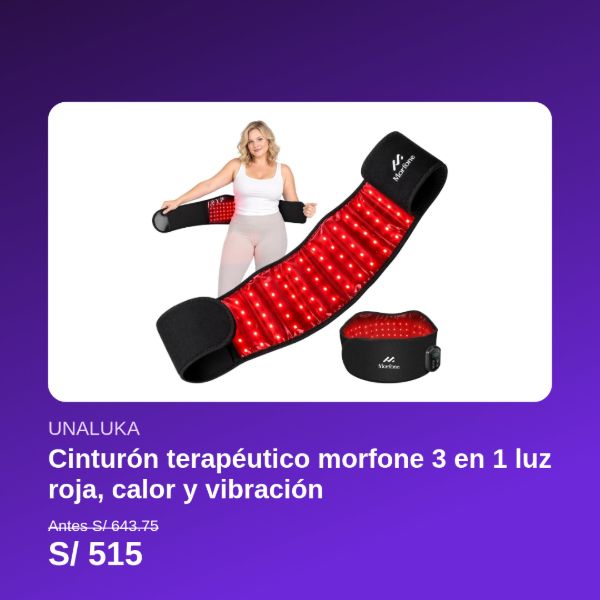 Morfone
Morfone
UNALUKA
Cinturón terapéutico morfone 3 en 1 luz
roja, calor y vibración
Antes S/ 643.75
S/ 515